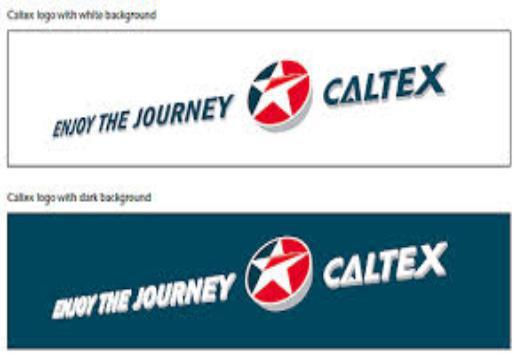 Caltex logo with white background
ENJOY THE JOURNEY CALTEX
Caltex logo with dark background
ENJOY THE JOURNEY CALTEX